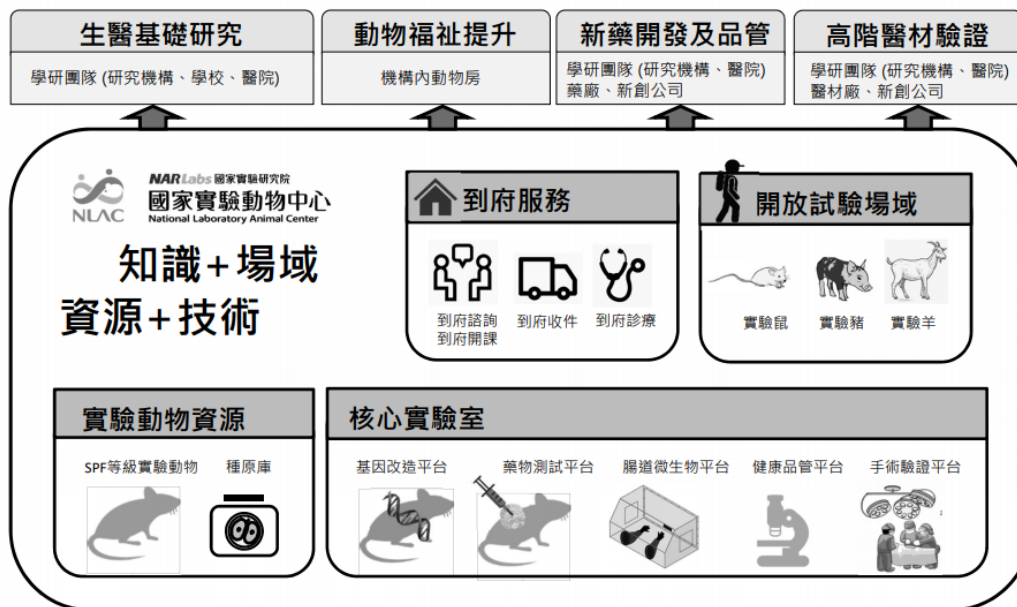 生醫基礎研究
學研團隊 (研究機構、學校、醫院)
動物福祉提升
機構內動物房
新藥開發及品管
學研團隊 (研究機構、醫院)
藥廠、新創公司
高階醫材驗證
學研團隊 (研究機構、醫院)
醫材廠、新創公司
NLAC
NARLabs 國家實驗研究院
國家實驗動物中心
National Laboratory Animal Center
知識+場域
資源+技術
到府服務
到府諮詢
到府開課
到府收件
到府診療
開放試驗場域
實驗鼠
實驗豬
實驗羊
實驗動物資源
SPF等級實驗動物
種原庫
核心實驗室
基因改造平台
藥物測試平台
腸道微生物平台
健康品管平台
手術驗證平台